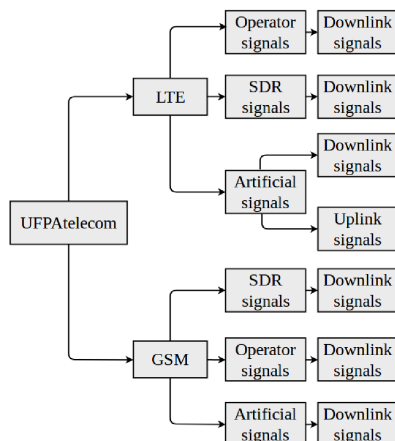 Operator
signals
Downlink
signals
LTE
SDR
signals
Downlink
signals
Downlink
signals
Artificial
signals
Uplink
signals
UFPAtelecom
SDR
signals
Downlink
signals
GSM
Operator
signals
Downlink
signals
Artificial
signals
Downlink
signals